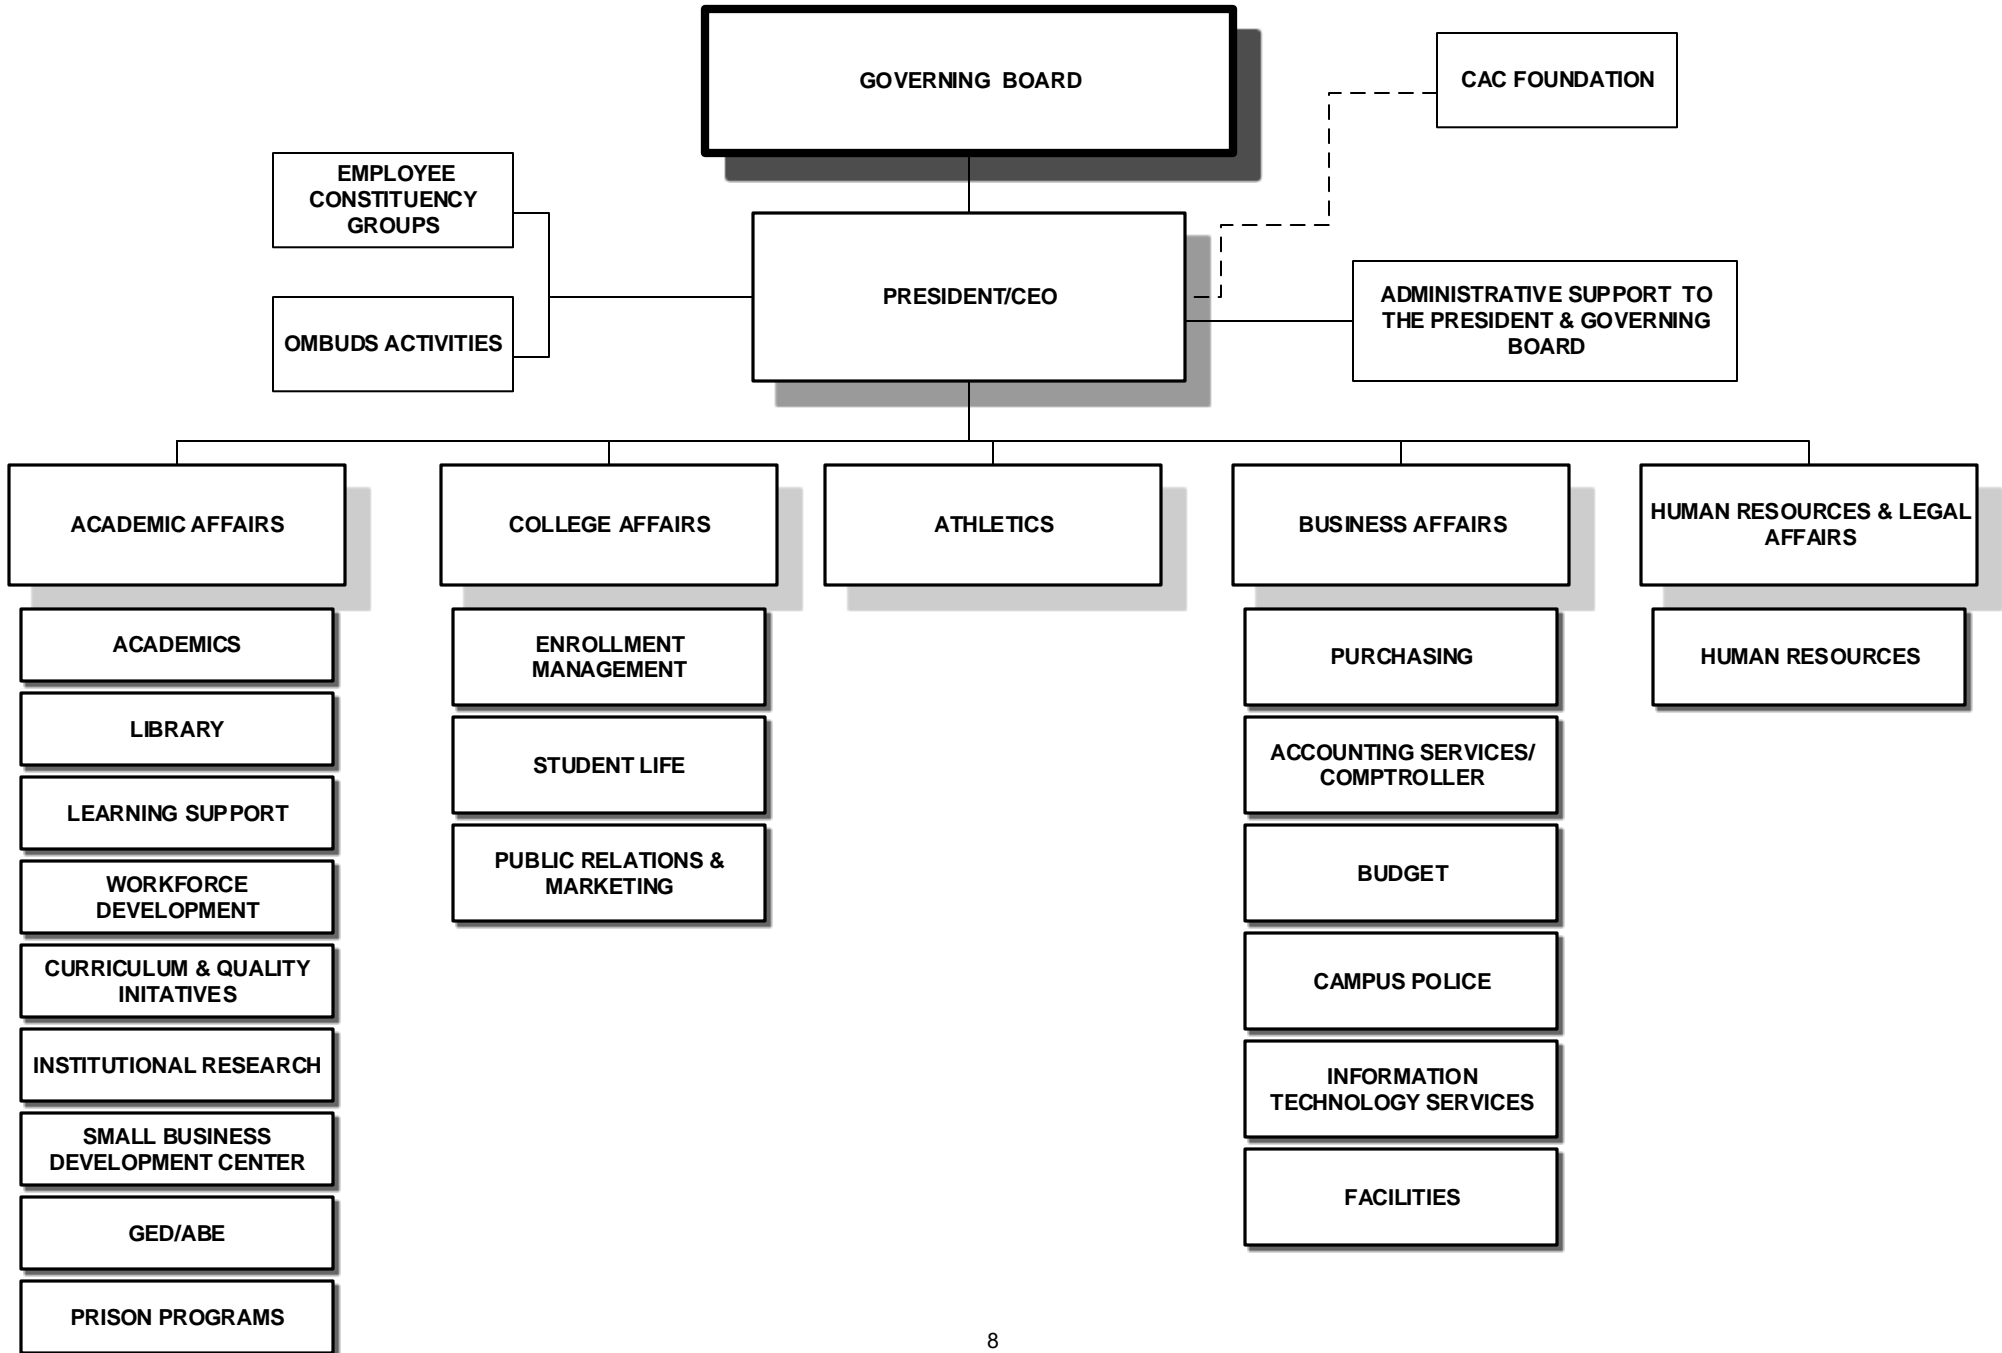 GOVERNING BOARD
CAC FOUNDATION
EMPLOYEE
CONSTITUENCY
GROUPS
OMBUDS ACTIVITIES
PRESIDENT/CEO
ADMINISTRATIVE SUPPORT TO
THE PRESIDENT & GOVERNING
BOARD
ACADEMIC AFFAIRS
COLLEGE AFFAIRS
ATHLETICS
BUSINESS AFFAIRS
HUMAN RESOURCES & LEGAL
AFFAIRS
ACADEMICS
LIBRARY
LEARNING SUPPORT
WORKFORCE
DEVELOPMENT
CURRICULUM & QUALITY
INITATIVES
INSTITUTIONAL RESEARCH
SMALL BUSINESS
DEVELOPMENT CENTER
GED/ABE
PRISON PROGRAMS
ENROLLMENT
MANAGEMENT
STUDENT LIFE
PUBLIC RELATIONS &
MARKETING
PURCHASING
ACCOUNTING SERVICES/
COMPTROLLER
BUDGET
CAMPUS POLICE
INFORMATION
TECHNOLOGY SERVICES
FACILITIES
HUMAN RESOURCES
8